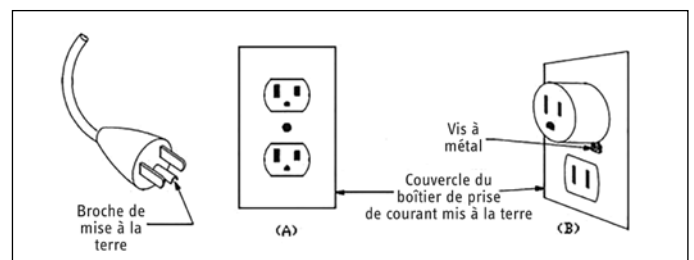 Broche de
mise à la
terre
(A)
Vis à
métal
Couvercle du
boîtier de prise
de courant mis à la terre
(B)